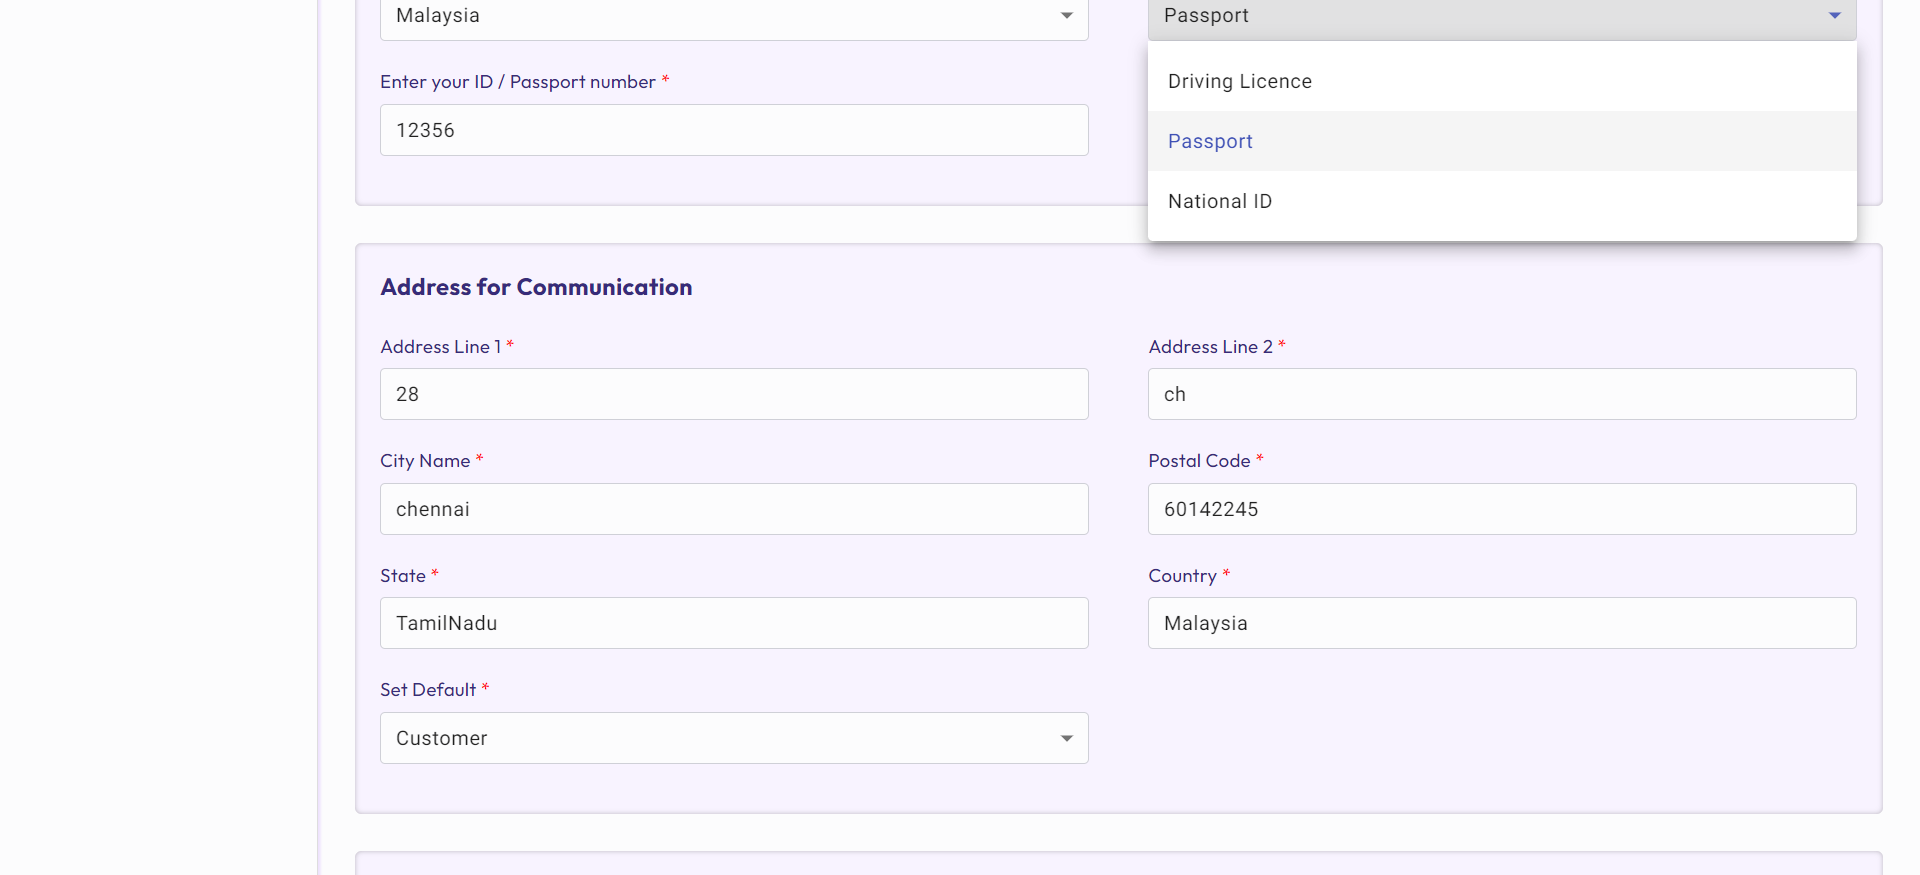 Malaysia
Passport
Enter your ID / Passport number *
12356
Driving Licence
Passport
National ID
Address for Communication
Address Line 1 *
Address Line 2 *
28
ch
City Name *
Postal Code *
chennai
60142245
State *
Country *
TamilNadu
Malaysia
Set Default *
Customer